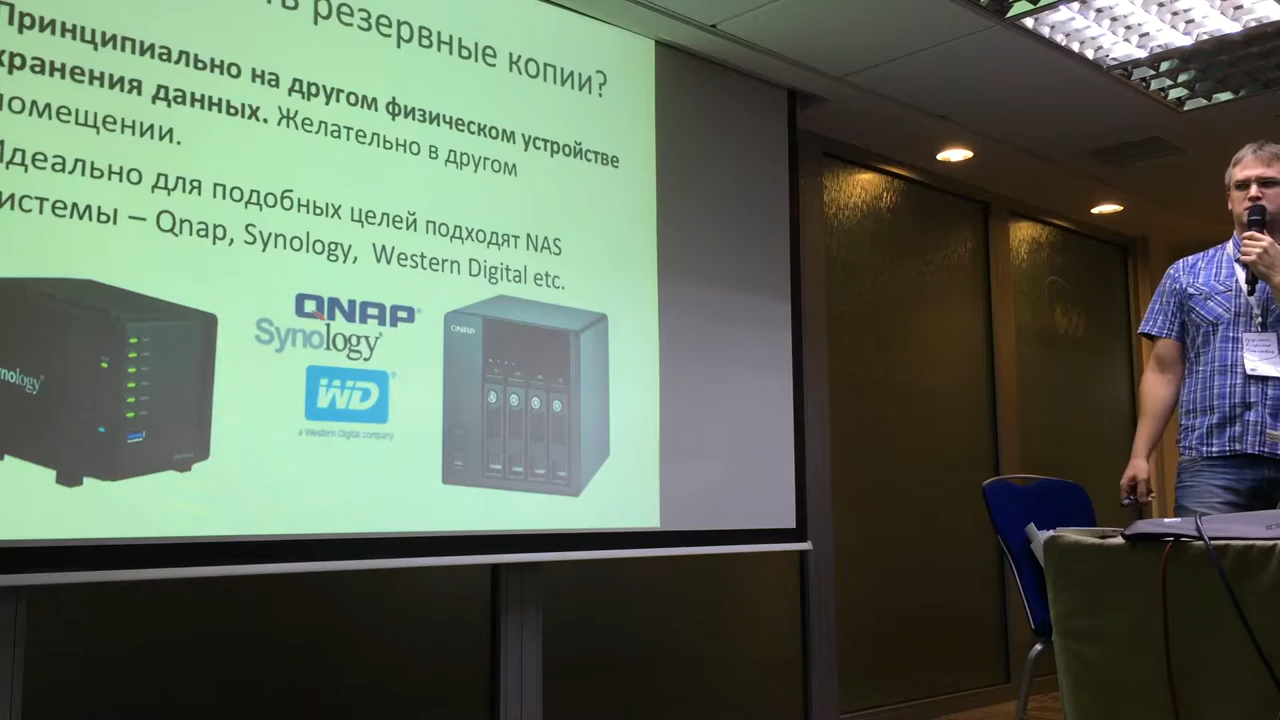 резервные копии?
Принципиально на другом физическом устройстве
хранения данных. Желательно в другом
помещении.
Идеально для подобных целей подходят NAS
истемы – Qnap, Synology, Western Digital etc.
QNAP
Synology
WD
a Western Digital company
nology
QNAP